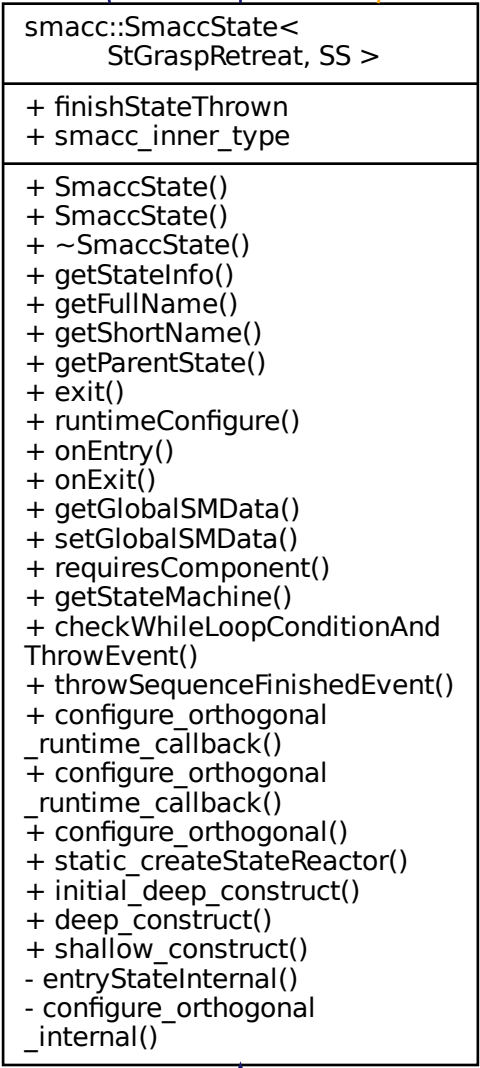 smacc::SmaccState<
StGraspRetreat, SS >
+ finishStateThrown
+ smacc_inner_type
+ SmaccState()
+ SmaccState()
+ ~SmaccState()
+ getStateInfo()
+ getFullName()
+ getShortName()
+ getParentState()
+ exit()
+ runtimeConfigure()
+ onEntry()
+ onExit()
+ getGlobalSMData()
+ setGlobalSMData()
+ requiresComponent()
+ getStateMachine()
+ checkWhileLoopConditionAnd
ThrowEvent()
+ throwSequenceFinishedEvent()
+ configure_orthogonal
_runtime_callback()
+ configure_orthogonal
_runtime_callback()
+ configure_orthogonal()
+ static_createStateReactor()
+ initial_deep_construct()
+ deep_construct()
+ shallow_construct()
- entryStateInternal()
- configure_orthogonal
_internal()